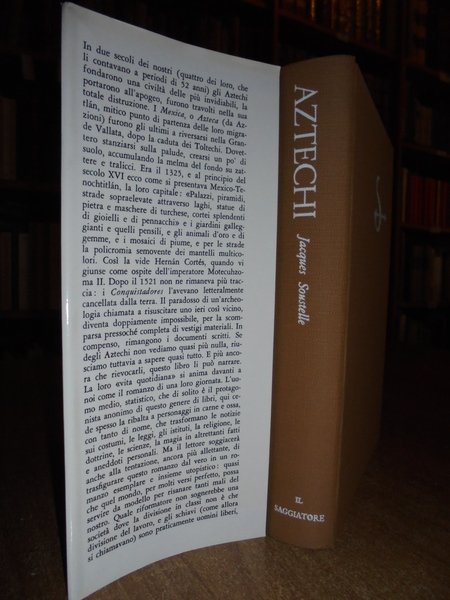 In due secoli dei nostri (quattro dei loro, che
li contavano a periodi di 52 anni) gli Aztechi
fondarono una civiltà delle più invidiabili, la
portarono all'apogeo, furono travolti nella sua
totale distruzione. I Mexica, o Azteca (da Az-
tlán, mitico punto di partenza delle loro migra-
zioni) furono gli ultimi a riversarsi nella Gran-
de Vallata, dopo la caduta dei Toltechi. Dovet-
tero stanziarsi sulla palude, crearsi un po' di
suolo, accumulando la melma del fondo su zat-
tere e tralicci. Era il 1325, e al principio del
secolo XVI ecco come si presentava Mexico-Te-
nochtitlán, la loro capitale: «Palazzi, piramidi,
strade sopraelevate attraverso laghi, statue di
pietra e maschere di turchese, cortei splendenti
di gioielli e di pennacchi» e i giardini galleg-
gianti e quelli pensili, e gli animali d'oro e di
gemme, e i mosaici di piume, e per le strade
la policromia semovente dei mantelli multico-
lori. Così la vide Hernán Cortés, quando vi
giunse come ospite dell'imperatore Motecuhzo-
ma II. Dopo il 1521 non ne rimaneva più trac-
cia: i Conquistadores l'avevano letteralmente
cancellata dalla terra. Il paradosso di un'archeo-
logia chiamata a risuscitare uno ieri così vicino,
diventa doppiamente impossibile, per la scom-
parsa pressoché completa di vestigi materiali. In
compenso, rimangono i documenti scritti. Se
degli Aztechi non vediamo quasi più nulla, riu-
sciamo tuttavia a sapere quasi tutto. E più anco-
ra che rievocarli, questo libro li può narrare.
La loro «vita quotidiana» si anima davanti a
noi come il romanzo di una loro giornata. L'uo-
mo medio, statistico, che di solito è il protago-
nista anonimo di questo genere di libri, qui ce-
de spesso la ribalta a personaggi in carne e ossa,
con tanto di nome, che trasformano le notizie
sui costumi, le leggi, gli istituti, la religione, le
dottrine, le scienze, la magia in altrettanti fatti
e aneddoti personali. Ma il lettore soggiacerà
anche alla tentazione, ancora più allettante, di
trasfigurare questo romanzo dal vero in un ro-
manzo esemplare e insieme utopistico: quasi
che quel mondo, per molti versi perfetto, possa
servire da modello per risanare tanti mali del
nostro. Quale riformatore non sognerebbe una
società dove la divisione in classi non è che
divisione del lavoro, e gli schiavi (come allora
si chiamavano) sono praticamente uomini liberi,
AZTECHI
Jacques Soustelle
IL
SAGGIATORE